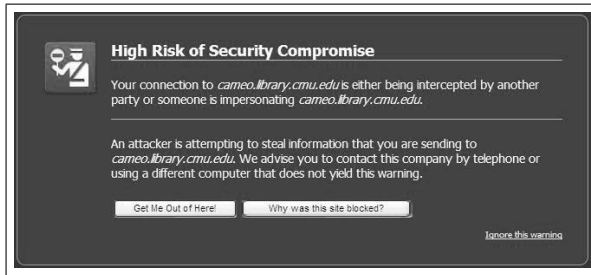 High Risk of Security Compromise
Your connection to cameo.library.cmu.edu is either being intercepted by another
party or someone is impersonating cameo.library.cmu.edu.
An attacker is attempting to steal information that you are sending to
cameo.library.cmu.edu. We advise you to contact this company by telephone or
using a different computer that does not yield this warning.
Get Me Out of Here!
Why was this site blocked?
Ignore this warning